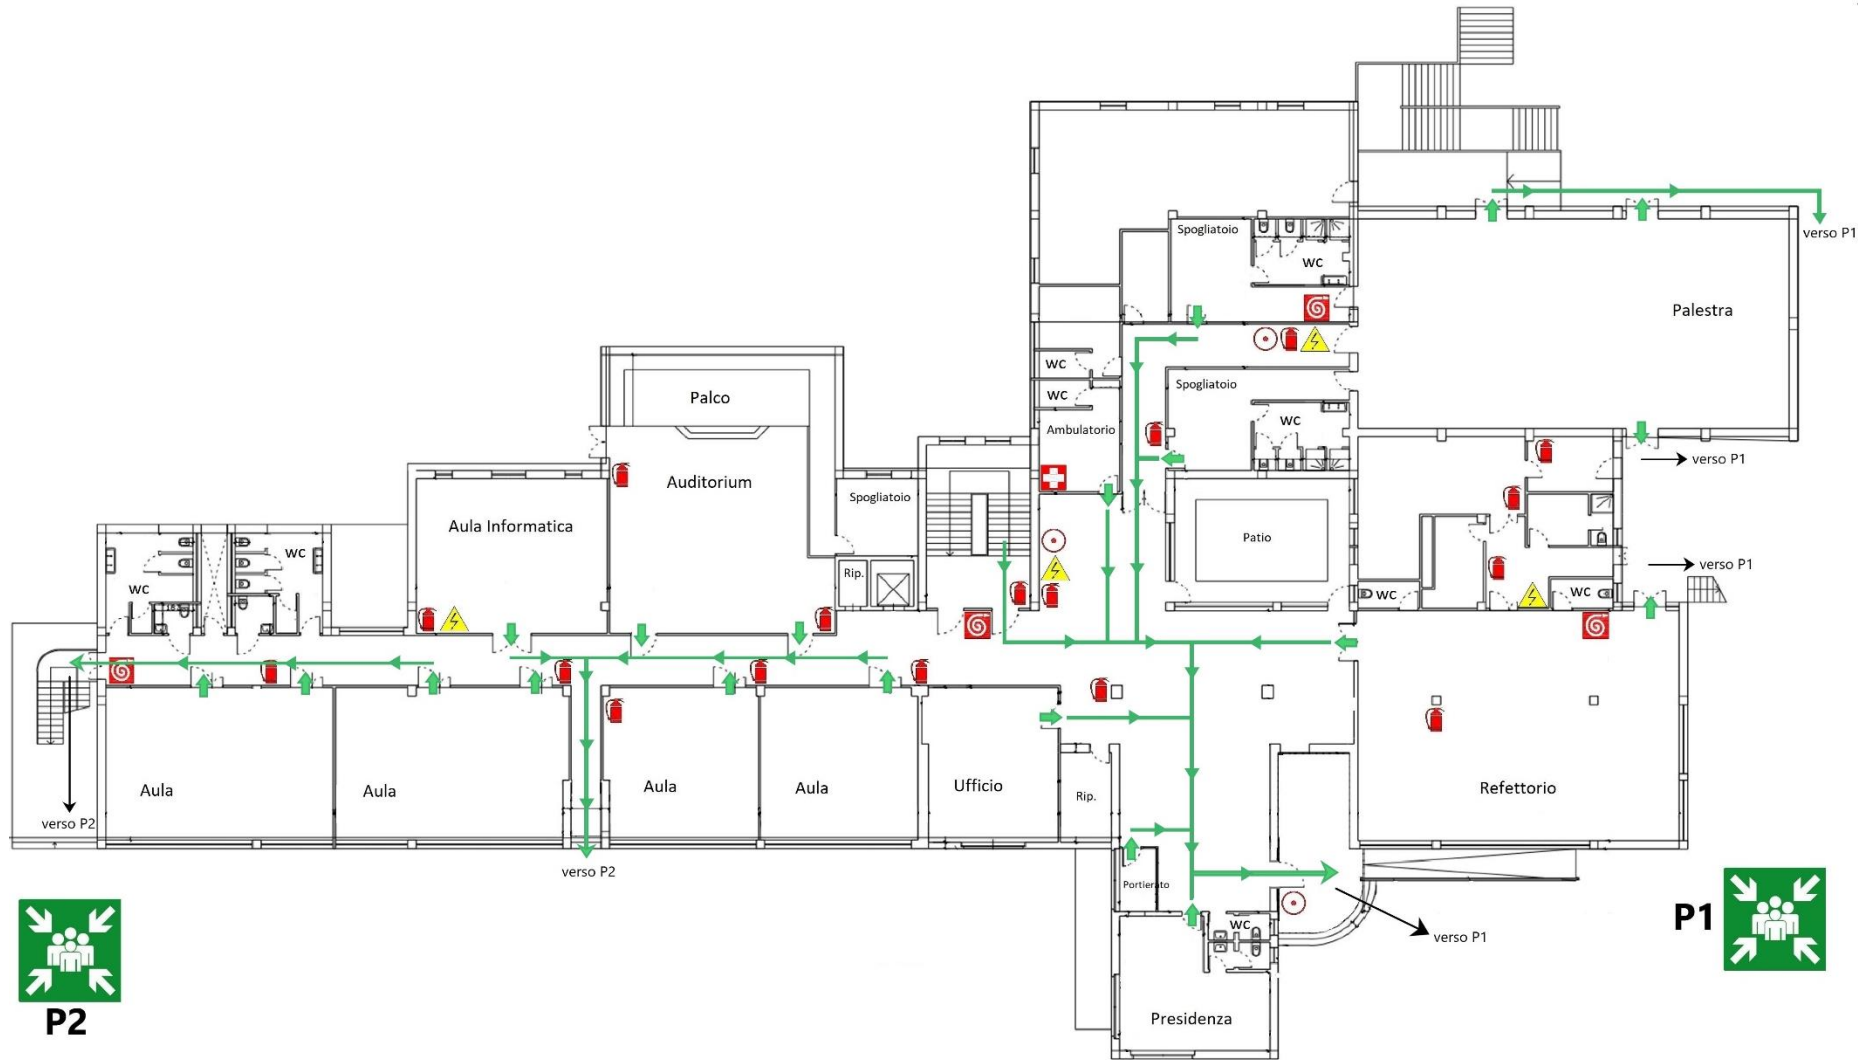 Spogliatoio
wc
verso P1
Palestra
wc
Spogliatoio
wc
Palco
wc
Ambulatorio
verso P1
Auditorium
Spogliatoio
Aula Informatica
Patio
wc
Rip.
verso P1
wc
wc
wc
Aula
Aula
Aula
Aula
Ufficio
Rip.
Refettorio
verso P2
verso P2
Portierato
wc
verso P1
P1
P2
Presidenza